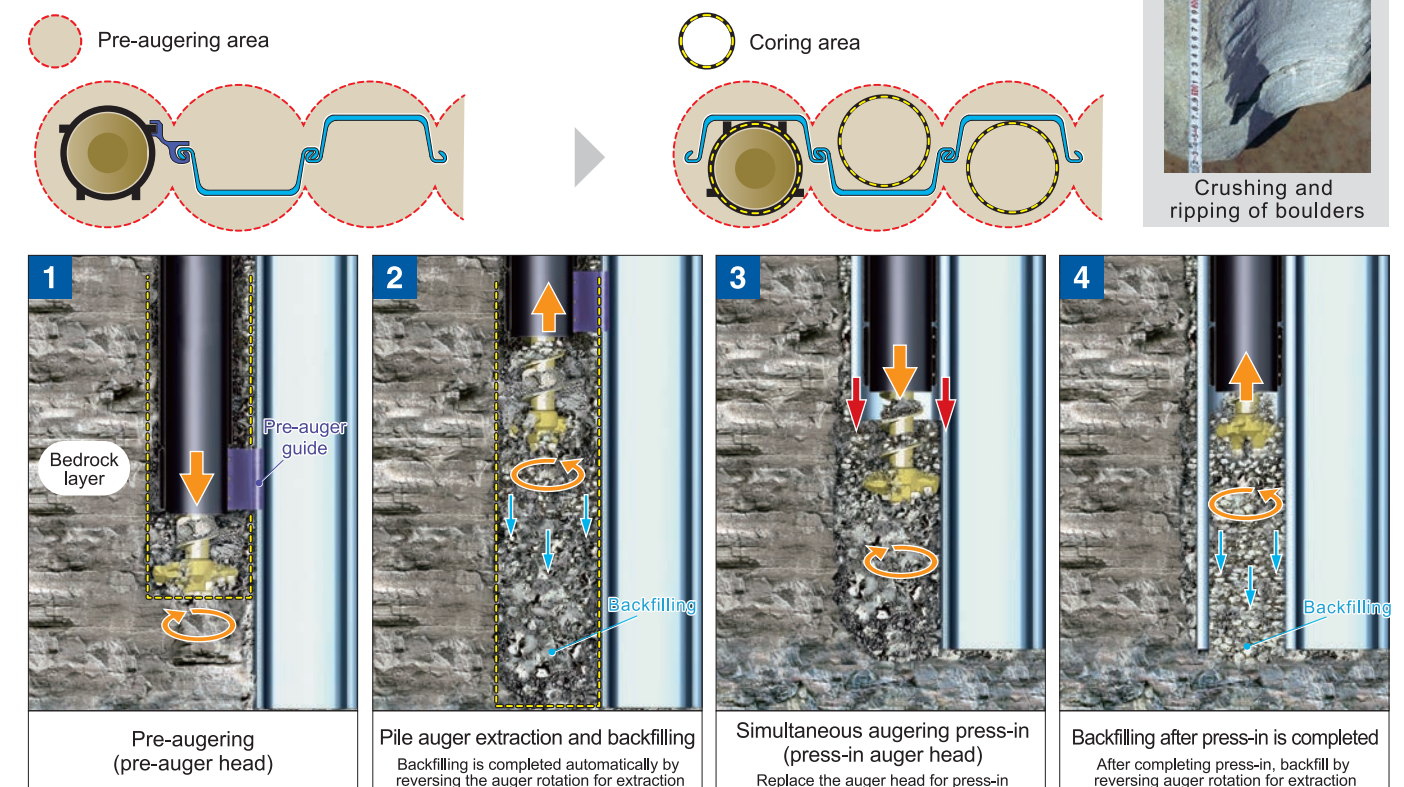 Pre-augering area
Coring area
Crushing and
ripping of boulders
1
Bedrock
layer
Pre-auger
guide
Pre-augering
(pre-auger head)
2
Backfilling
Pile auger extraction and backfilling
Backfilling is completed automatically by
reversing the auger rotation for extraction
3
Simultaneous augering press-in
(press-in auger head)
Replace the auger head for press-in
4
Backfilling
Backfilling after press-in is completed
After completing press-in, backfill by
reversing auger rotation for extraction